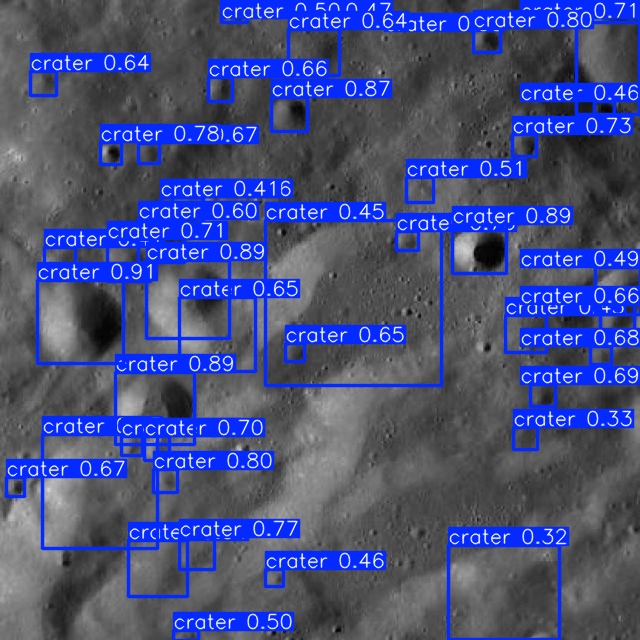 crater 0.71
crater 0.64
crater 0.80
crater 0.64
crater 0.66
crater 0.87
crater 0.46
crater 0.73
crater 0.78
crater 0.51
crater 0.60
crater 0.45
crater 0.89
crater 0.71
crater 0.89
crater 0.49
crater 0.91
crater 0.65
crater 0.66
crater 0.65
crater 0.68
crater 0.89
crater 0.69
crater 0.33
crater 0.70
crater 0.67
crater 0.80
crater 0.77
crater 0.32
crater 0.46
crater 0.50